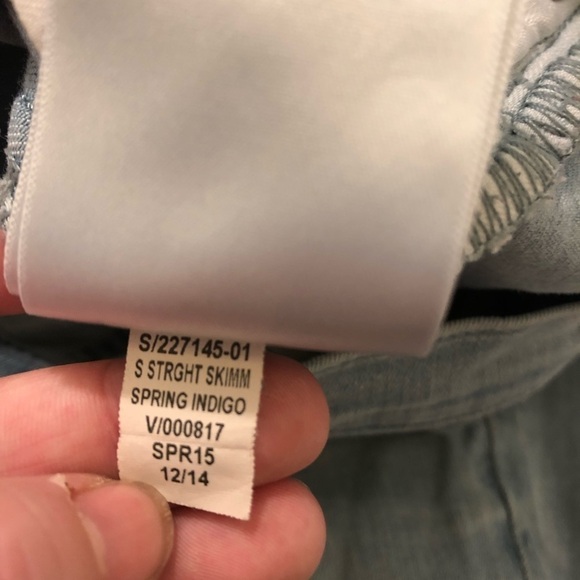 S/227145-01
S STRGHT SKIMM
SPRING INDIGO
V/000817
SPR15
12/14